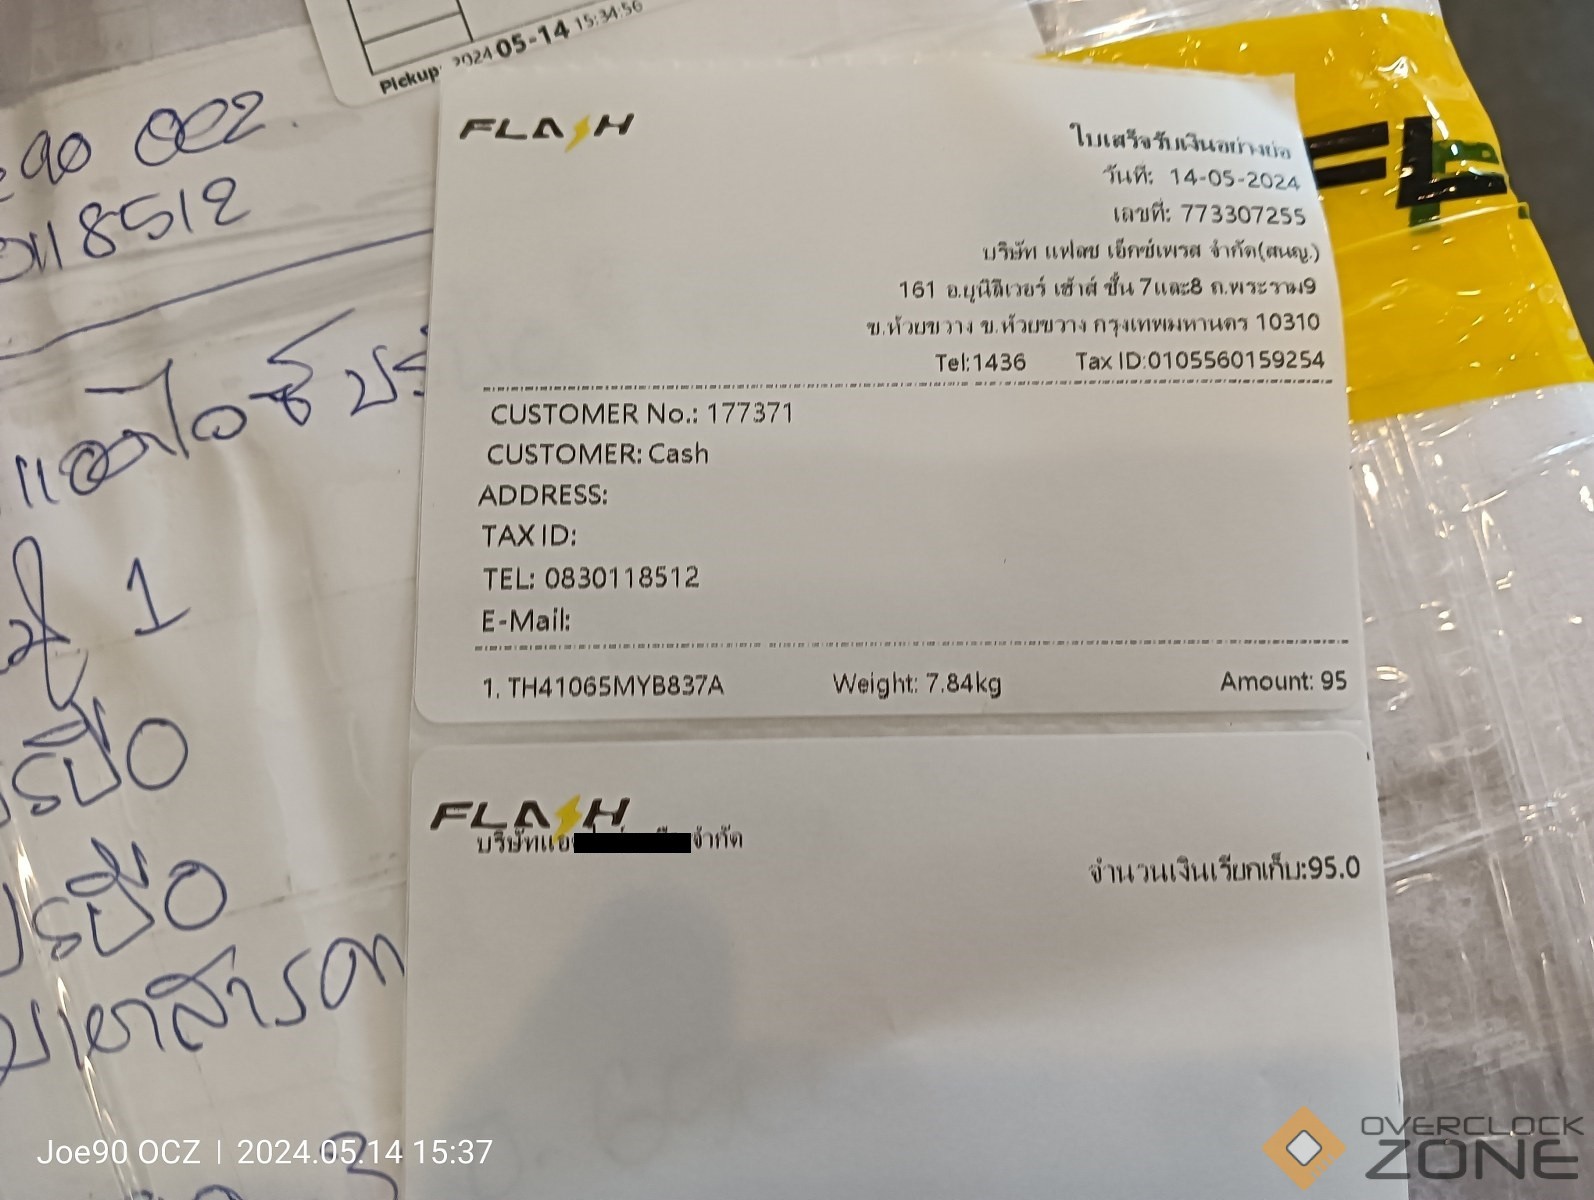 Pickup 2024 05-14 15:34:56
90 OCZ
0118512
FLASH
ใบเสร็จรับเงินอย่างย่อ
วันที่: 14-05-2024
เลขที่: 773307255
บริษัท แฟลช เอ็กซ์เพรส จำกัด(สนญ.)
161 อ.ยูนิลีเวอร์ เฮ้าส์ ชั้น 7และ8 ถ.พระราม9
ข.ห้วยขวาง ข.ห้วยขวาง กรุงเทพมหานคร 10310
Tel:1436 Tax ID:0105560159254
CUSTOMER No.: 177371
CUSTOMER: Cash
ADDRESS:
TAX ID:
TEL: 0830118512
E-Mail:
1. TH41065MYB837A Weight: 7.84kg Amount: 95
FLASH
บริษัทแอ จำกัด
จำนวนเงินเรียกเก็บ:95.0
1
FL
Joe90 OCZ | 2024.05.14 15:37
OVERCLOCK
ZONE